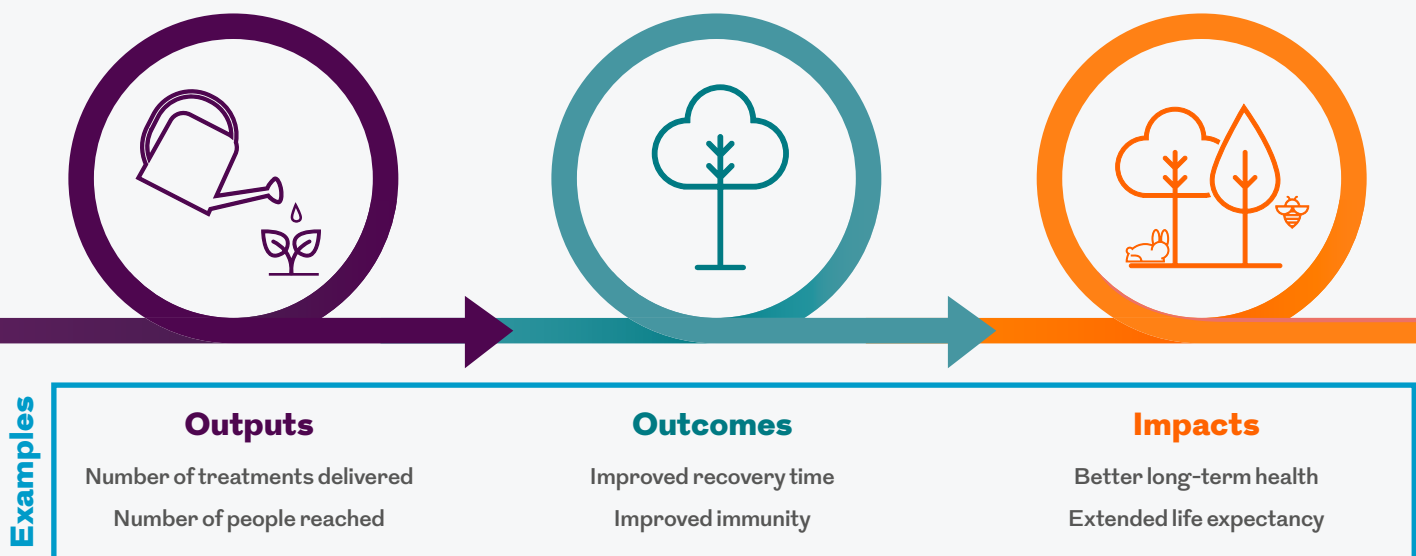 Examples
Outputs
Number of treatments delivered
Number of people reached
Outcomes
Improved recovery time
Improved immunity
Impacts
Better long-term health
Extended life expectancy